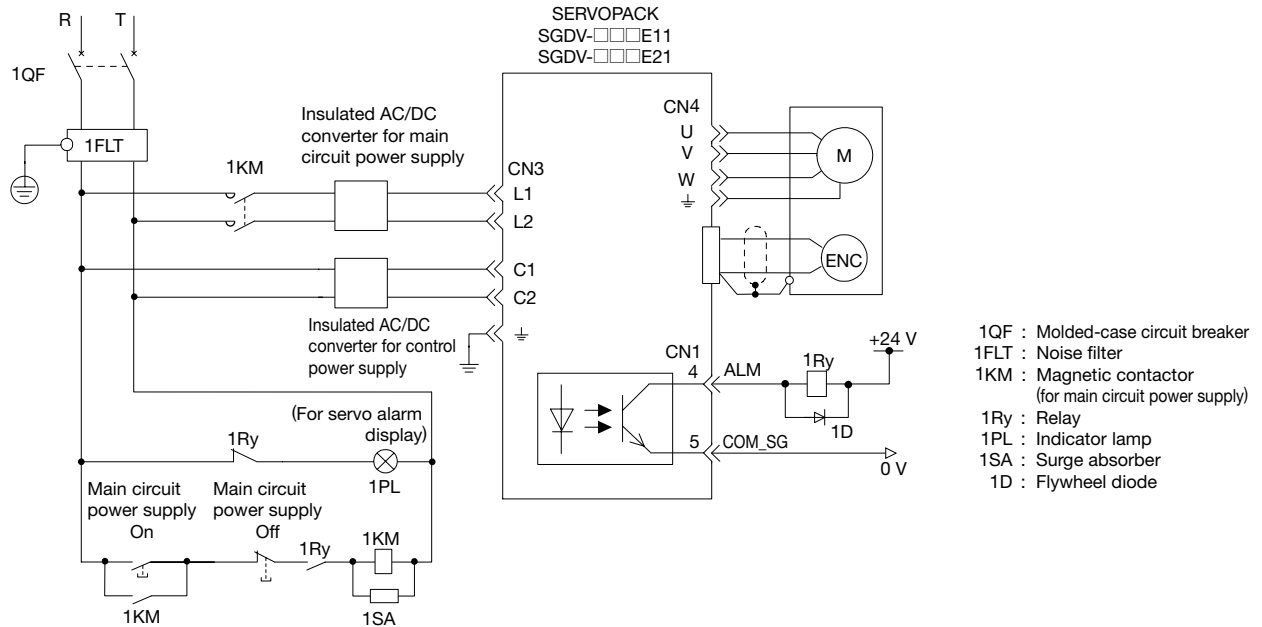 SERVOPACK
SGDV-□□□E11
SGDV-□□□E21
R
T
1QF
1FLT
1KM
Insulated AC/DC
converter for main
circuit power supply
CN3
L1
L2
C1
C2
Insulated AC/DC
converter for control
power supply
CN4
U
V
W
M
ENC
CN1
4
ALM
1Ry
+24 V
1D
5
COM_SG
0 V
(For servo alarm
display)
1Ry
1PL
Main circuit
power supply
On
Main circuit
power supply
Off
1Ry
1KM
1KM
1SA
1QF : Molded-case circuit breaker
1FLT : Noise filter
1KM : Magnetic contactor
(for main circuit power supply)
1Ry : Relay
1PL : Indicator lamp
1SA : Surge absorber
1D : Flywheel diode